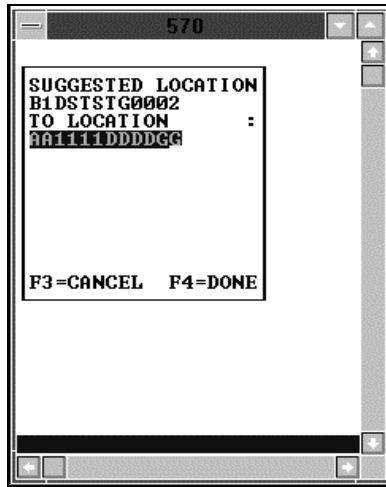 570
SUGGESTED LOCATION
B1DSTSTG0002
TO LOCATION :
AA1111DDDDGG
F3=CANCEL F4=DONE